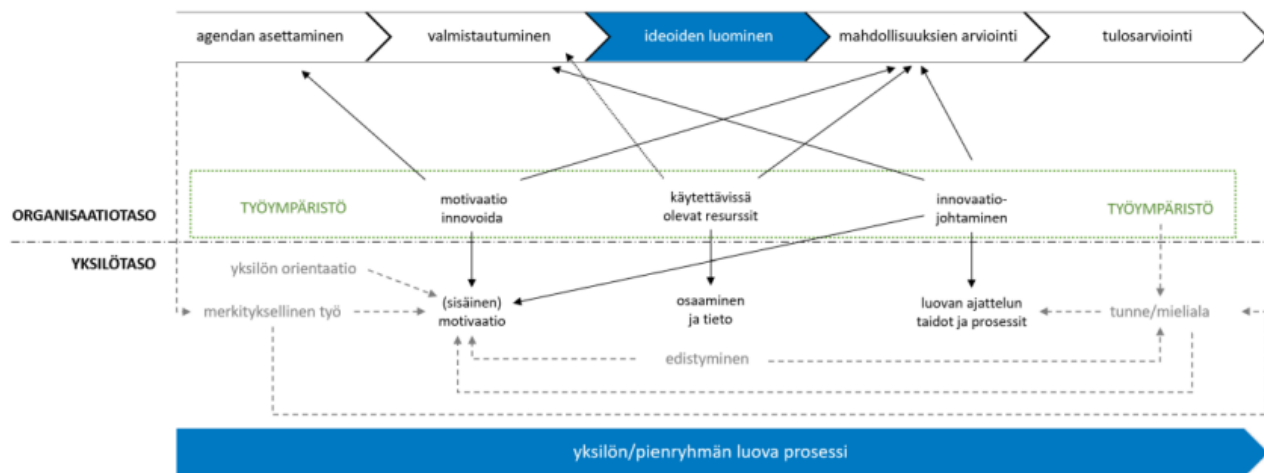 agendan asettaminen
valmistautuminen
ideoiden luominen
mahdollisuuksien arviointi
tulosarviointi
ORGANISAATIOTASO
TYÖYMPÄRISTÖ
motivaatio
innovoida
käytettävissä
olevat resurssit
innovaatio-
johtaminen
TYÖYMPÄRISTÖ
YKSILÖTASO
yksilön orientaatio
merkityksellinen työ
(sisäinen)
motivaatio
osaaminen
ja tieto
luovan ajattelun
taidot ja prosessit
tunne/mieliala
edistyminen
yksilön/pienryhmän luova prosessi